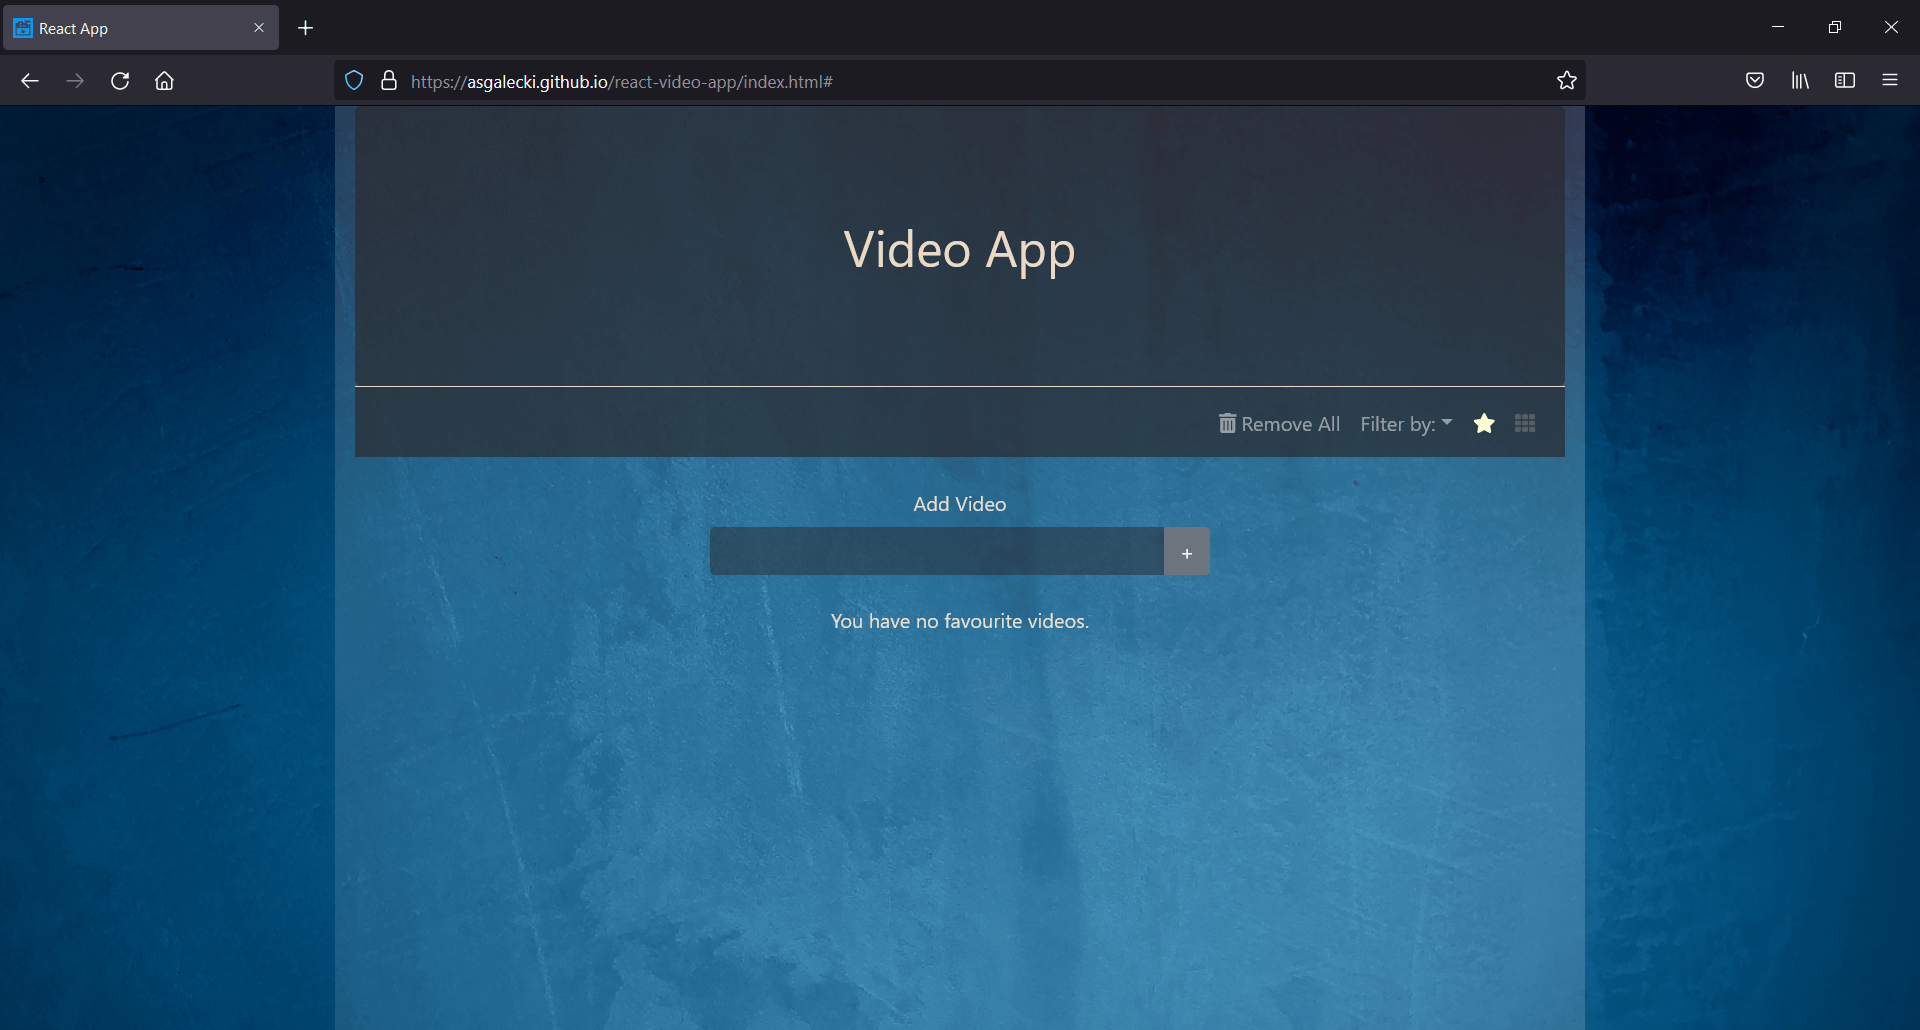 React App
https://asgalecki.github.io/react-video-app/index.html#
Video App
Remove All Filter by:
Add Video
+
You have no favourite videos.